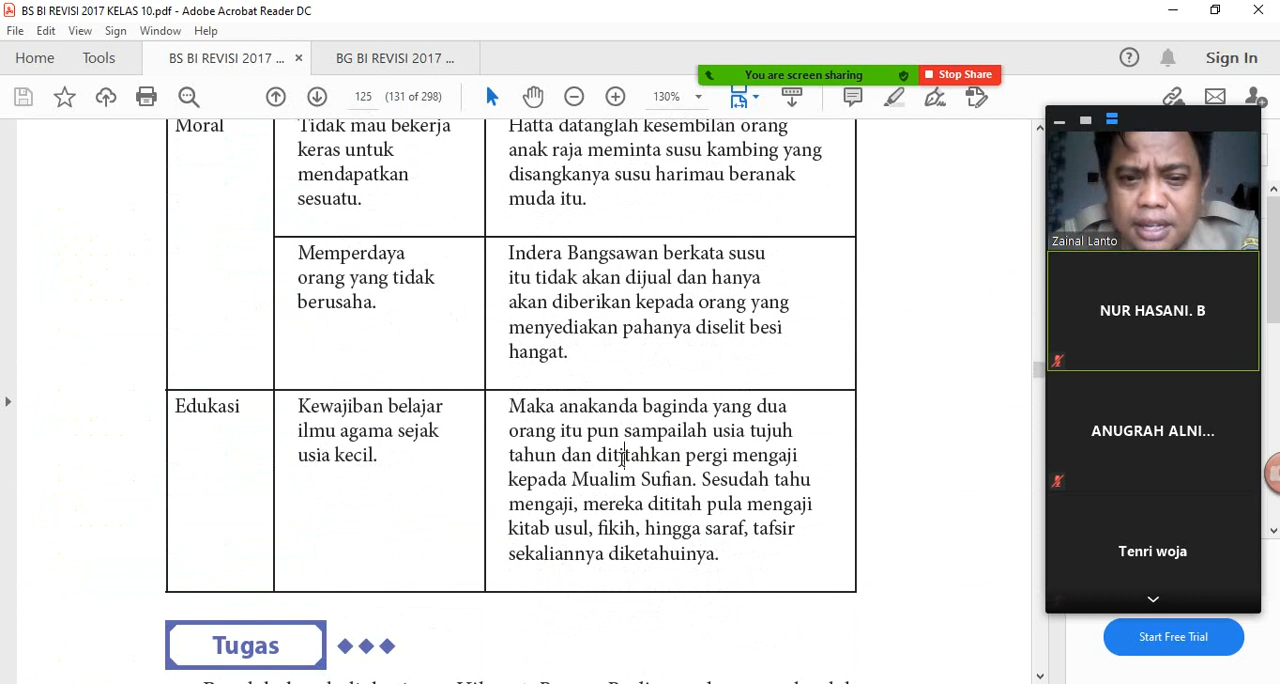 BS BI REVISI 2017 KELAS 10.pdf - Adobe Acrobat Reader DC
File Edit View Sign Window Help
Home Tools BS BI REVISI 2017 ... × BG BI REVISI 2017 ... Sign In
You are screen sharing Stop Share
125 (131 of 298) 130%
Moral
Tidak mau bekerja
keras untuk
mendapatkan
sesuatu.
Hatta datanglah kesembilan orang
anak raja meminta susu kambing yang
disangkanya susu harimau beranak
muda itu.
Memperdaya
orang yang tidak
berusaha.
Indera Bangsawan berkata susu
itu tidak akan dijual dan hanya
akan diberikan kepada orang yang
menyediakan pahanya diselit besi
hangat.
Edukasi
Kewajiban belajar
ilmu agama sejak
usia kecil.
Maka anakanda baginda yang dua
orang itu pun sampailah usia tujuh
tahun dan dititahkan pergi mengaji
kepada Mualim Sufian. Sesudah tahu
mengaji, mereka dititah pula mengaji
kitab usul, fikih, hingga saraf, tafsir
sekaliannya diketahuinya.
Tugas
Zainal Lanto
NUR HASANI. B
ANUGRAH ALNI...
Tenri woja
Start Free Trial